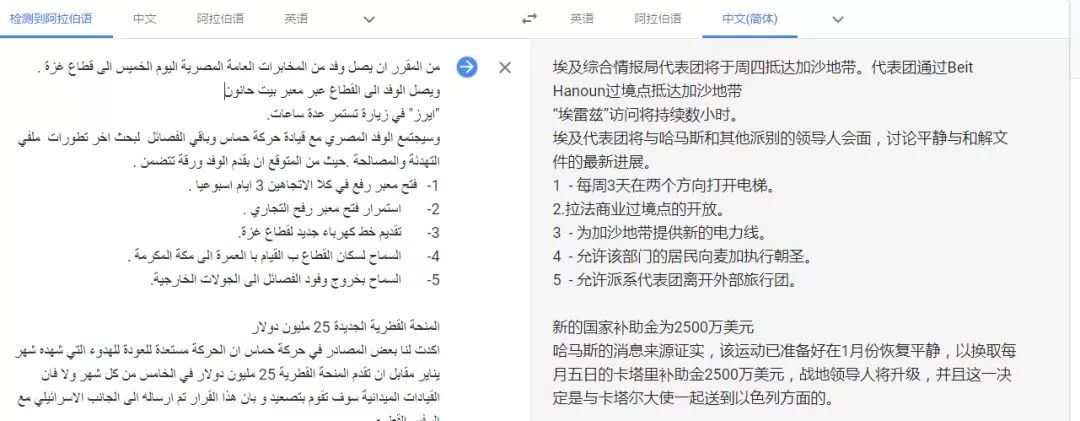 检测到阿拉伯语 中文 阿拉伯语 英语
英语 阿拉伯语 中文(简体)
من المقرر ان يصل وفد من المخابرات العامة المصرية اليوم الخميس الى قطاع غزة .
ويصل الوفد الى القطاع عبر معبر بيت حانون
"ايرز" في زيارة تستمر عدة ساعات.
وسيجتمع الوفد المصري مع قيادة حركة حماس وباقي الفصائل لبحث اخر تطورات ملفي
التهدئة والمصالحة .حيث من المتوقع ان يقدم الوفد ورقة تتضمن .
1- فتح معبر رفع في كلا الاتجاهين 3 ايام اسبوعيا .
2- استمرار فتح معبر رفح التجاري .
3- تقديم خط كهرباء جديد لقطاع غزة.
4- السماح لسكان القطاع ب القيام با العمرة الى مكة المكرمة .
5- السماح بخروج وفود الفصائل الى الجولات الخارجية.
المنحة القطرية الجديدة 25 مليون دولار
اكدت لنا بعض المصادر في حركة حماس ان الحركة مستعدة للعودة للهدوء التي شهده شهر
يناير مقابل ان تقدم المنحة القطرية 25 مليون دولار في الخامس من كل شهر ولا فان
القيادات الميدانية سوف تقوم بتصعيد و بان هذا القرار تم ارساله الى الجانب الاسرائيلي مع
埃及综合情报局代表团将于周四抵达加沙地带。代表团通过Beit
Hanoun过境点抵达加沙地带
“埃雷兹”访问将持续数小时。
埃及代表团将与哈马斯和其他派别的领导人会面，讨论平静与和解文
件的最新进展。
1 - 每周3天在两个方向打开电梯。
2.拉法商业过境点的开放。
3 - 为加沙地带提供新的电力线。
4 - 允许该部门的居民向麦加执行朝圣。
5 - 允许派系代表团离开外部旅行团。
新的国家补助金为2500万美元
哈马斯的消息来源证实，该运动已准备好在1月份恢复平静，以换取每
月五日的卡塔里补助金2500万美元，战地领导人将升级，并且这一决
定是与卡塔尔大使一起送到以色列方面的。